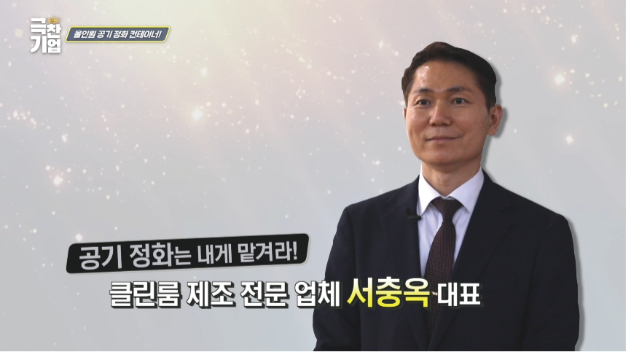 극찬기업
올인원 공기 정화 컨테이너!
공기 정화는 내게 맡겨라!
클린룸 제조 전문 업체 서충옥 대표